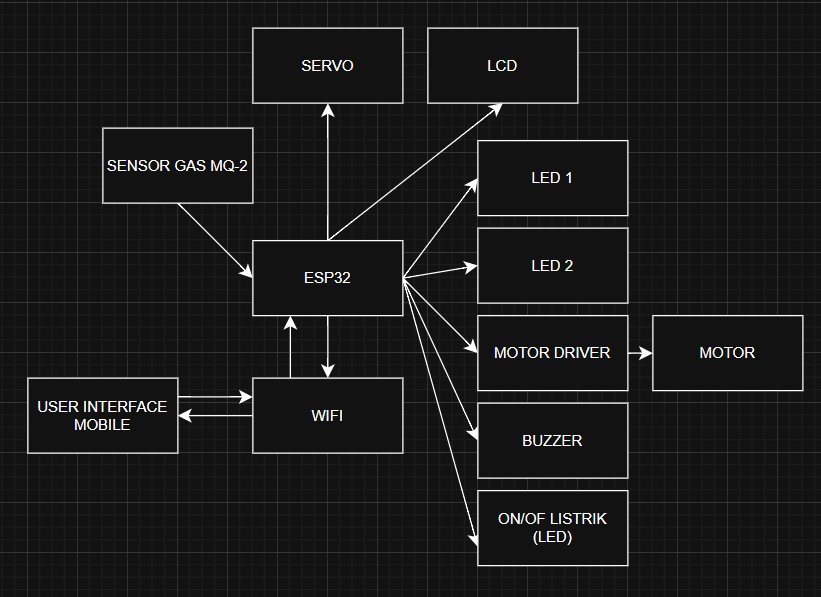 SERVO
LCD
SENSOR GAS MQ-2
LED 1
ESP32
LED 2
MOTOR DRIVER
MOTOR
USER INTERFACE
MOBILE
WIFI
BUZZER
ON/OF LISTRIK
(LED)